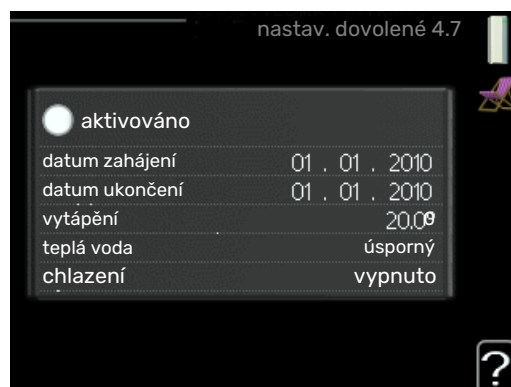 nastav. dovolené 4.7
aktivováno
datum zahájení 01 . 01 . 2010
datum ukončení 01 . 01 . 2010
vytápění 20.0°
teplá voda úsporný
chlazení vypnuto
?